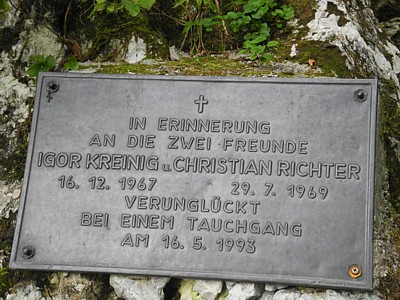 IN ERINNERUNG
AN DIE ZWEI FREUNDE
IGOR KREINIG u. CHRISTIAN RICHTER
16. 12. 1967 29. 7. 1969
VERUNGLÜCKT
BEI EINEM TAUCHGANG
AM 16. 5. 1993